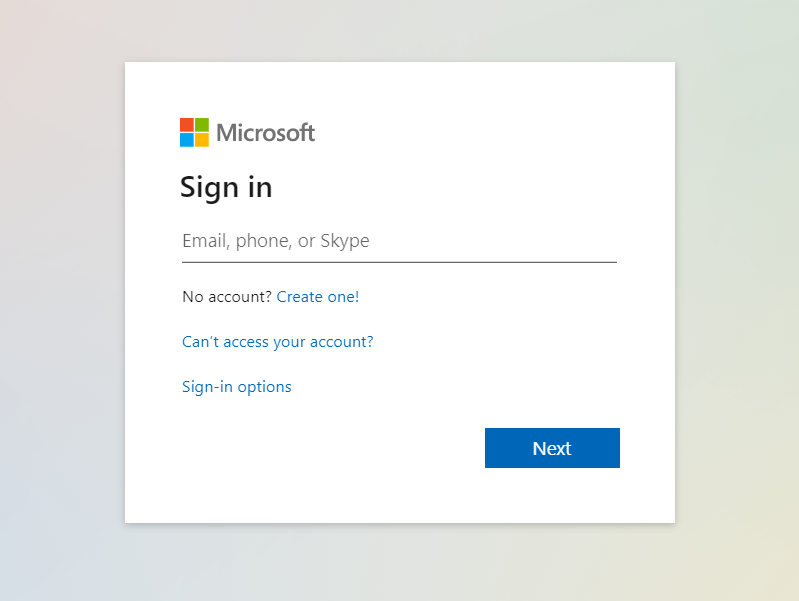 Microsoft
Sign in
Email, phone, or Skype
No account? Create one!
Can't access your account?
Sign-in options
Next